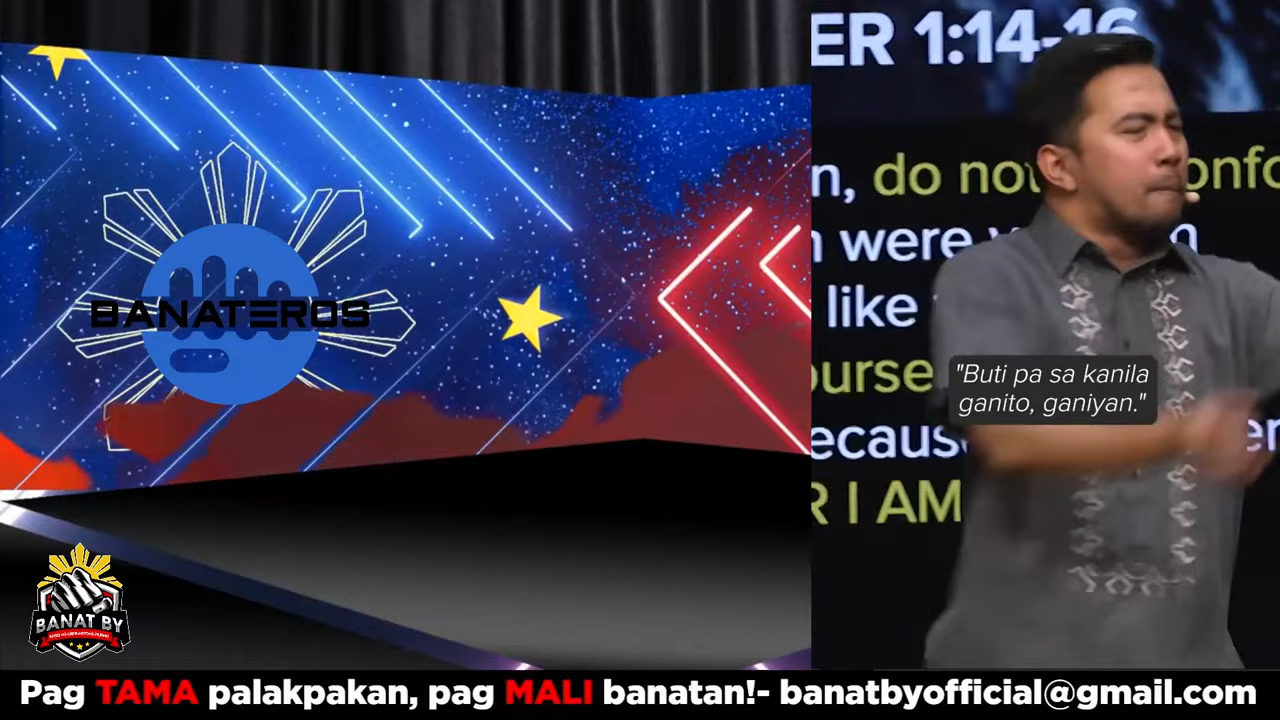 ER 1:14-16
n, do not
were
like
ecaus
R I AM
"Buti pa sa kanila
ganito, ganiyan."
BANATEROS
BANAT BY
Pag TAMA palakpakan, pag MALI banatan!- banatbyofficial@gmail.com